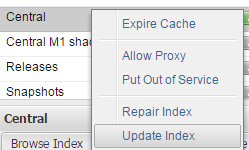 Central
Expire Cache
Central M1 shad
Allow Proxy
Releases
Put Out of Service
Snapshots
Repair Index
Central
Update Index
Browse Index